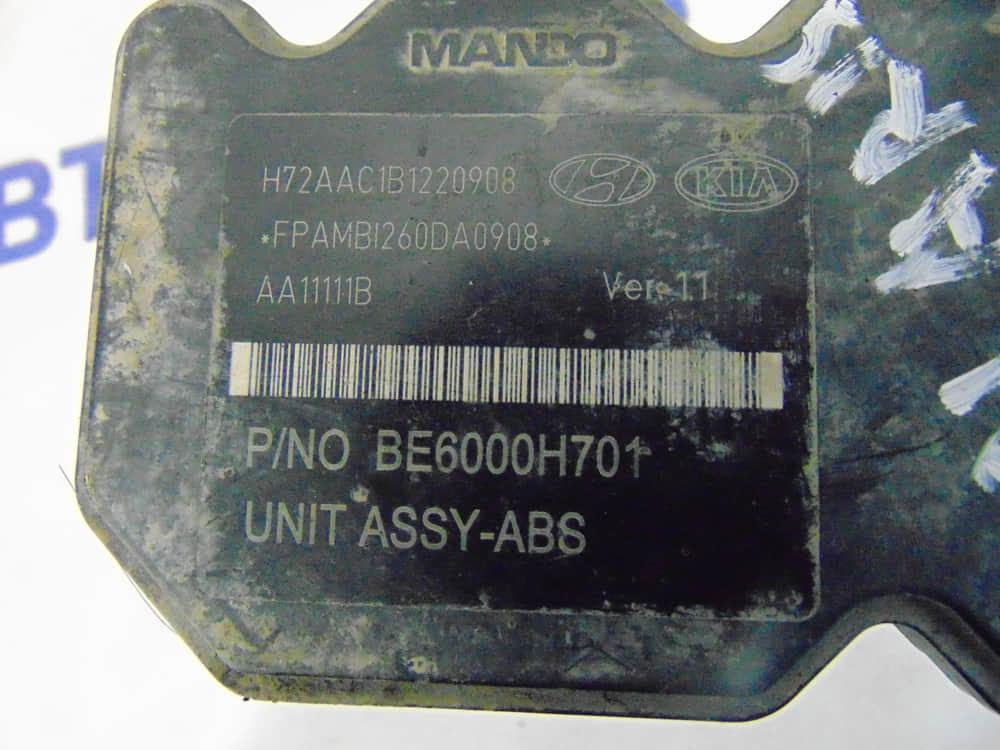 MANDO
H72AAC1B1220908
KIA
*FPAMBI260DA0908*
AA11111B Ver. 11
P/NO BE6000H701
UNIT ASSY-ABS